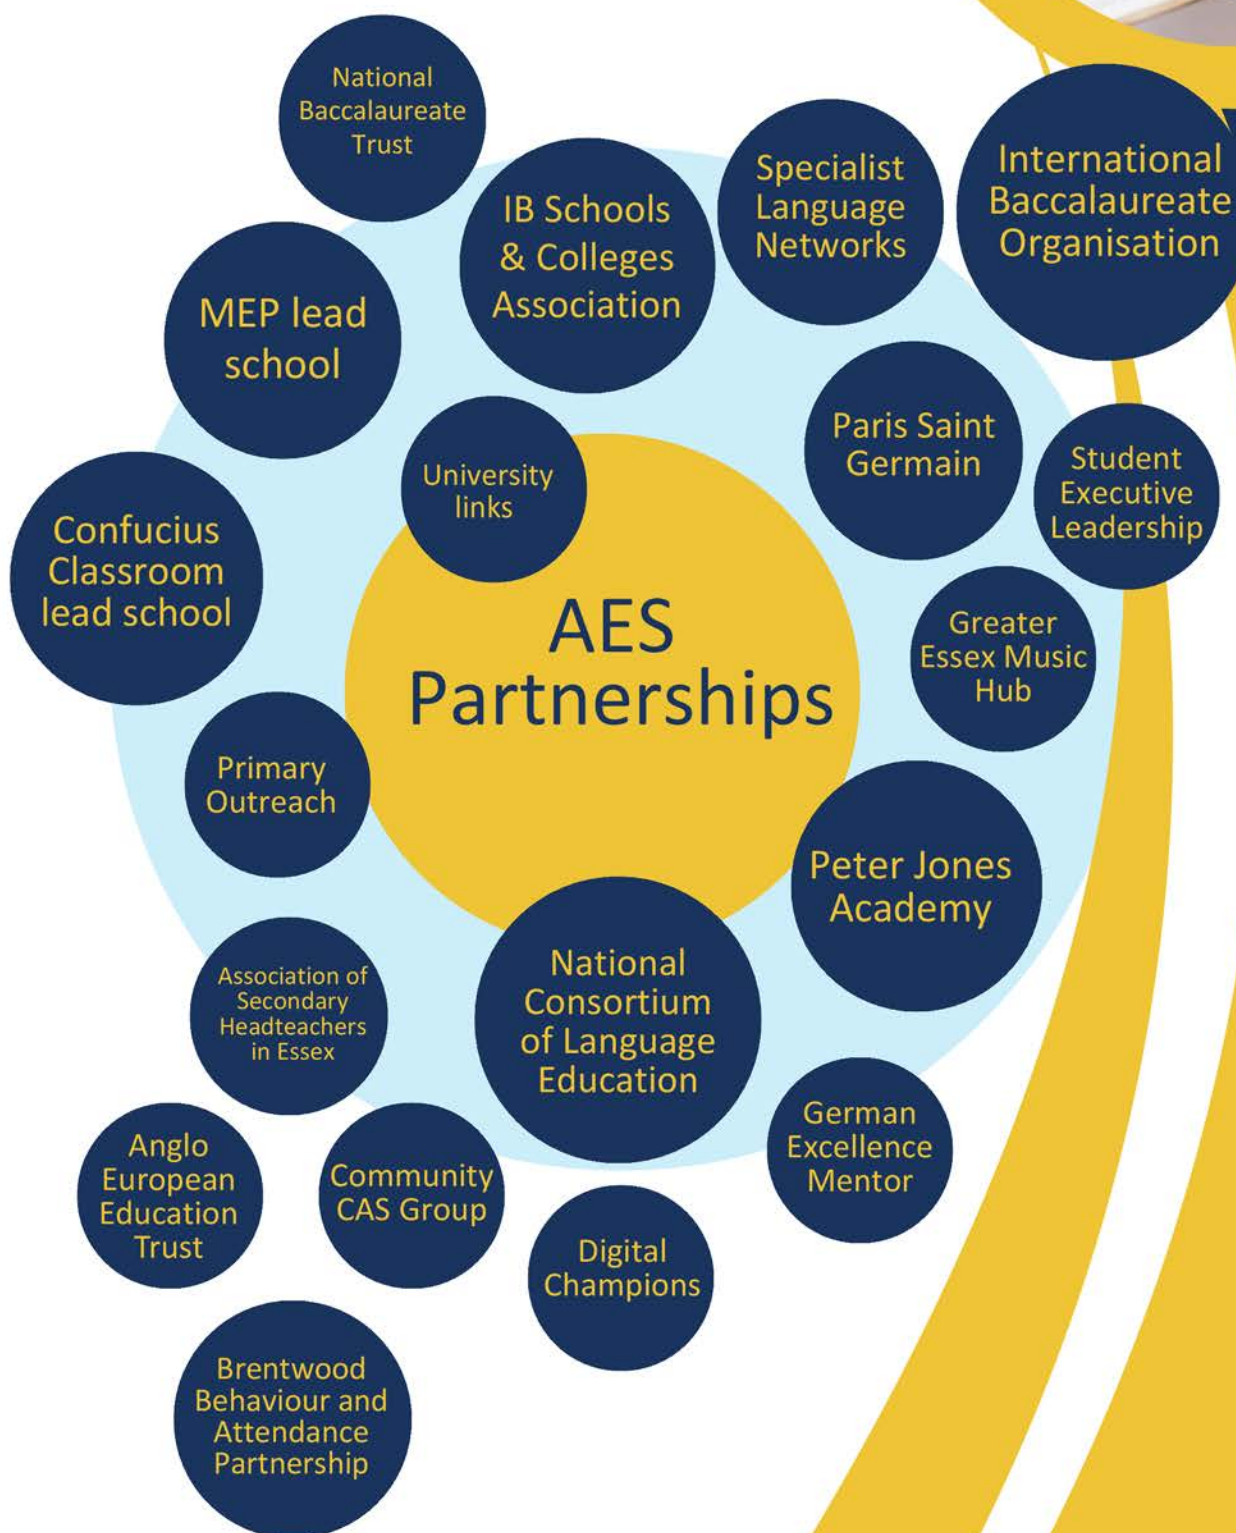 National
Baccalaureate
Trust
IB Schools
& Colleges
Association
Specialist
Language
Networks
International
Baccalaureate
Organisation
MEP lead
school
University
links
Paris Saint
Germain
Student
Executive
Leadership
Confucius
Classroom
lead school
AES
Partnerships
Greater
Essex Music
Hub
Primary
Outreach
Peter Jones
Academy
Association of
Secondary
Headteachers
in Essex
National
Consortium
of Language
Education
German
Excellence
Mentor
Anglo
European
Education
Trust
Community
CAS Group
Digital
Champions
Brentwood
Behaviour and
Attendance
Partnership